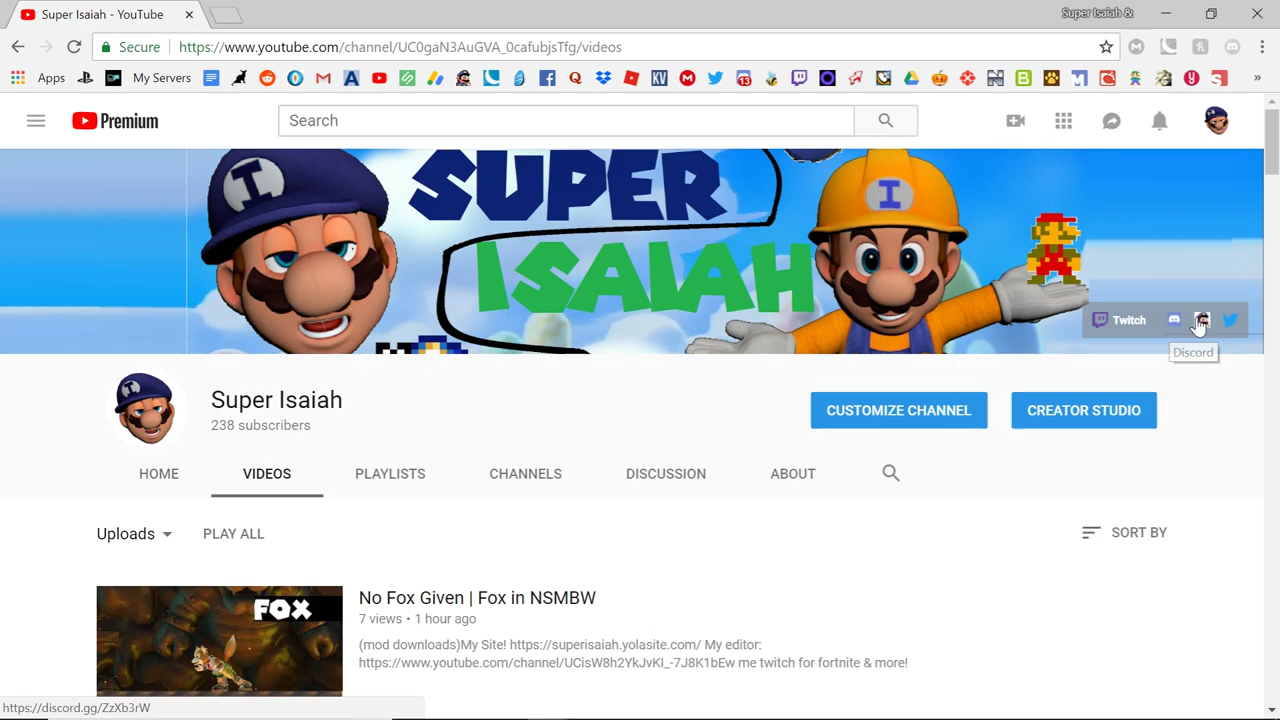 Super Isaiah - YouTube
Super Isaiah &
Secure
https://www.youtube.com/channel/UC0gaN3AuGVA_0cafubjsTfg/videos
Apps
My Servers
Premium
Search
SUPER
ISAIAH
I
I
Twitch
Discord
Super Isaiah
238 subscribers
CUSTOMIZE CHANNEL
CREATOR STUDIO
HOME VIDEOS PLAYLISTS CHANNELS DISCUSSION ABOUT
Uploads PLAY ALL SORT BY
FOX
No Fox Given | Fox in NSMBW
7 views • 1 hour ago
(mod downloads)My Site! https://superisaiah.yolasite.com/ My editor:
https://www.youtube.com/channel/UCisW8h2YkJvKI_-7J8K1bEw me twitch for fortnite & more!
https://discord.gg/ZzXb3rW